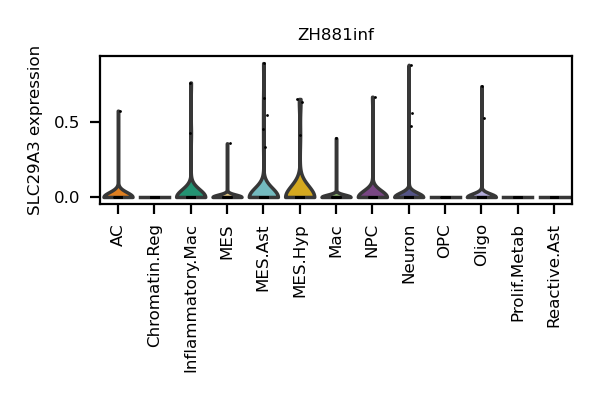 ZH881inf
SLC29A3 expression
0.5
0.0
AC
Chromatin.Reg
Inflammatory.Mac
MES
MES.Ast
MES.Hyp
Mac
NPC
Neuron
OPC
Oligo
Prolif.Metab
Reactive.Ast